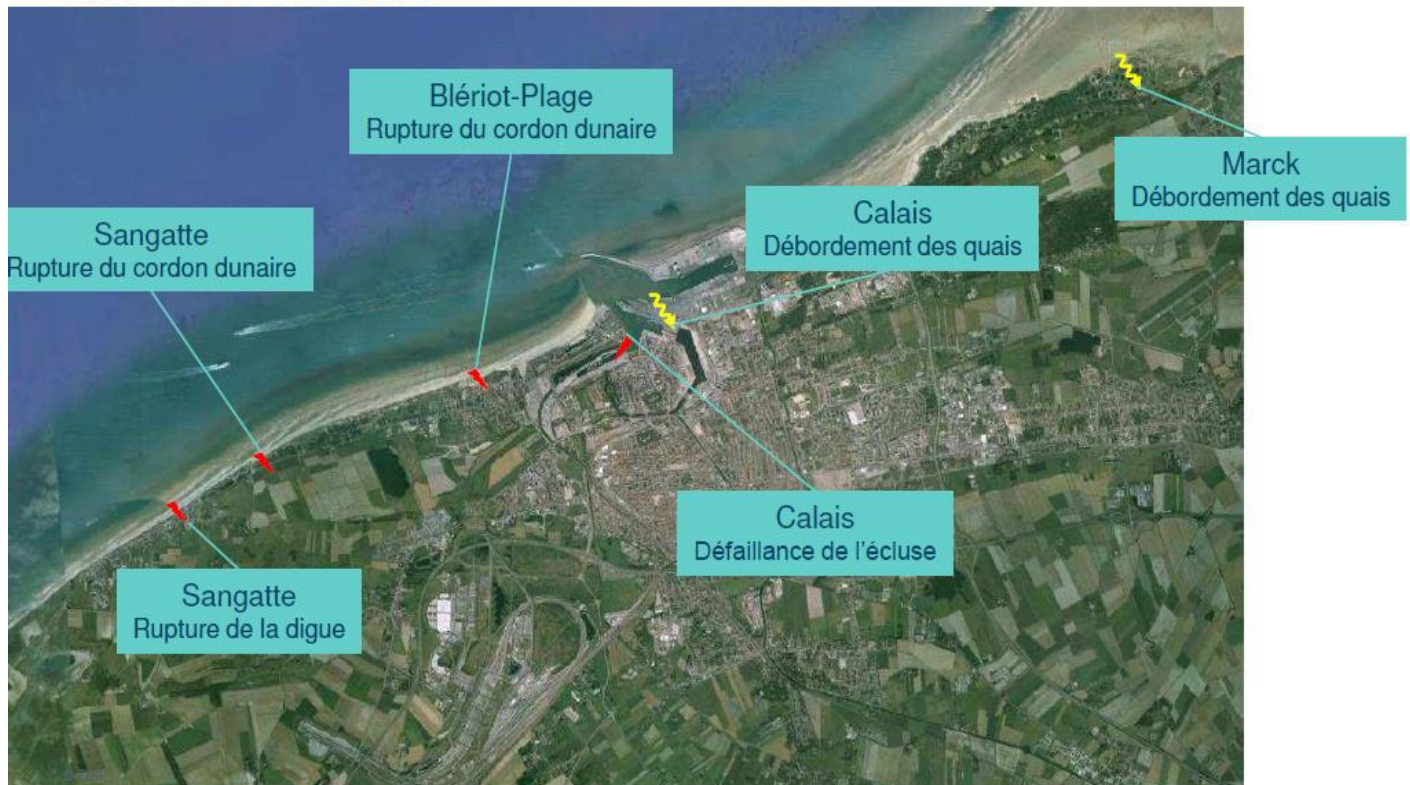 Blériot-Plage
Rupture du cordon dunaire
Marck
Débordement des quais
Calais
Débordement des quais
Sangatte
Rupture du cordon dunaire
Calais
Défaillance de l'écluse
Sangatte
Rupture de la digue